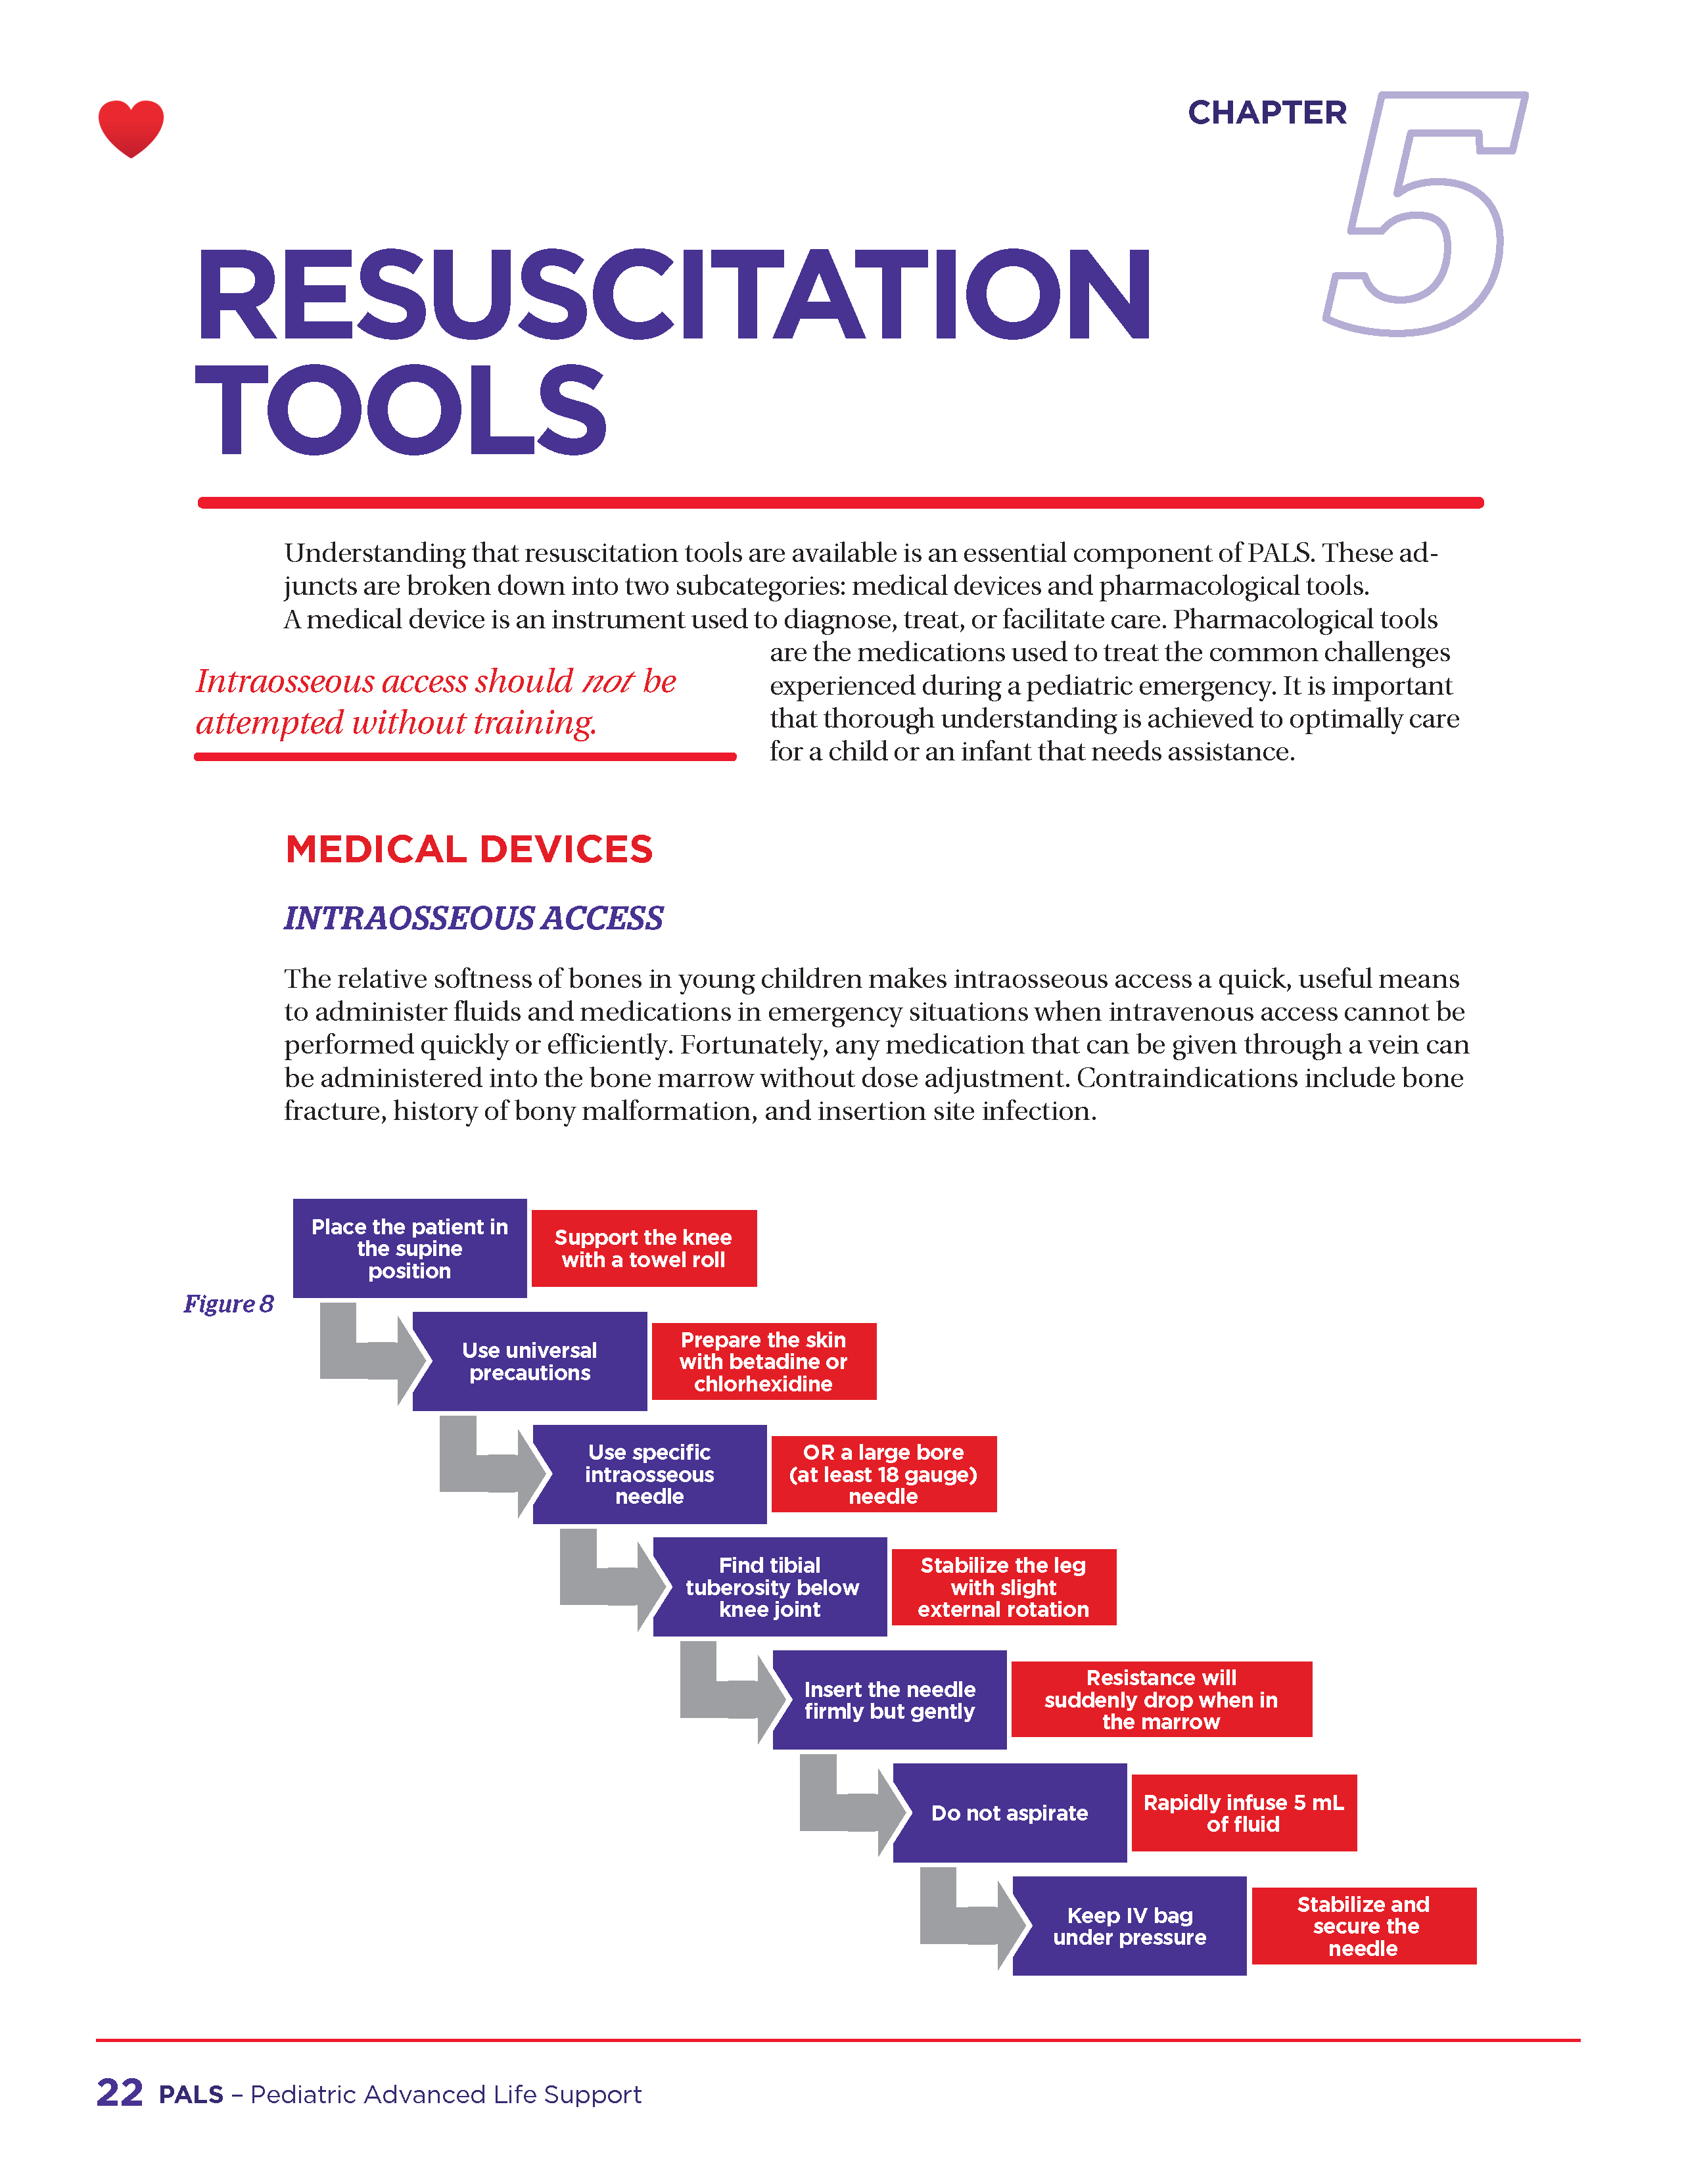 CHAPTER 5
RESUSCITATION
TOOLS
Understanding that resuscitation tools are available is an essential component of PALS. These ad-
juncts are broken down into two subcategories: medical devices and pharmacological tools.
A medical device is an instrument used to diagnose, treat, or facilitate care. Pharmacological tools
are the medications used to treat the common challenges
experienced during a pediatric emergency. It is important
that thorough understanding is achieved to optimally care
for a child or an infant that needs assistance.
Intraosseous access should not be
attempted without training.
MEDICAL DEVICES
INTRAOSSEOUS ACCESS
The relative softness of bones in young children makes intraosseous access a quick, useful means
to administer fluids and medications in emergency situations when intravenous access cannot be
performed quickly or efficiently. Fortunately, any medication that can be given through a vein can
be administered into the bone marrow without dose adjustment. Contraindications include bone
fracture, history of bony malformation, and insertion site infection.
Figure 8
Place the patient in
the supine
position
Support the knee
with a towel roll
Use universal
precautions
Prepare the skin
with betadine or
chlorhexidine
Use specific
intraosseous
needle
OR a large bore
(at least 18 gauge)
needle
Find tibial
tuberosity below
knee joint
Stabilize the leg
with slight
external rotation
Insert the needle
firmly but gently
Resistance will
suddenly drop when in
the marrow
Do not aspirate
Rapidly infuse 5 mL
of fluid
Keep IV bag
under pressure
Stabilize and
secure the
needle
22 PALS – Pediatric Advanced Life Support